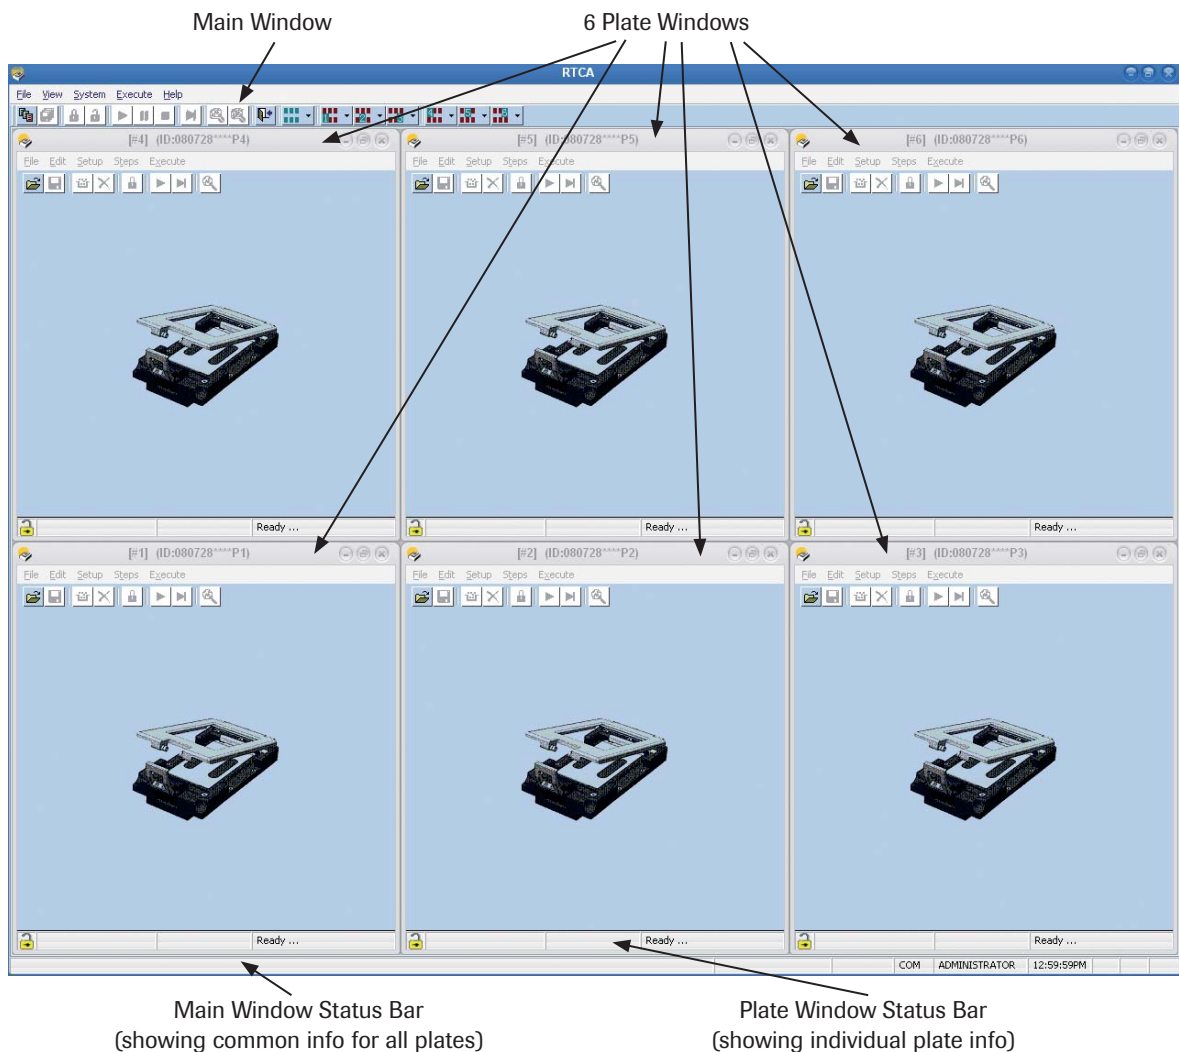 Main Window
6 Plate Windows
RTCA
File View System Execute Help
[#4] (ID:080728****P4)
[#5] (ID:080728****P5)
[#6] (ID:080728****P6)
File Edit Setup Steps Execute
File Edit Setup Steps Execute
File Edit Setup Steps Execute
Ready ...
Ready ...
Ready ...
[#1] (ID:080728****P1)
[#2] (ID:080728****P2)
[#3] (ID:080728****P3)
File Edit Setup Steps Execute
File Edit Setup Steps Execute
File Edit Setup Steps Execute
Ready ...
Ready ...
Ready ...
COM ADMINISTRATOR 12:59:59PM
Main Window Status Bar
(showing common info for all plates)
Plate Window Status Bar
(showing individual plate info)